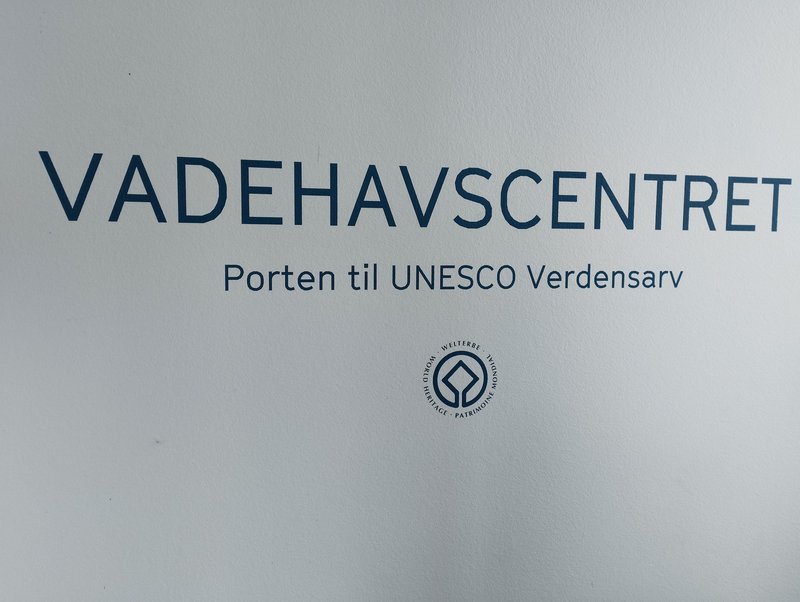 VADEHAVSCENTRET
Porten til UNESCO Verdensarv
· WELTERBE · WORLD HERITAGE · PATRIMOINE MONDIAL